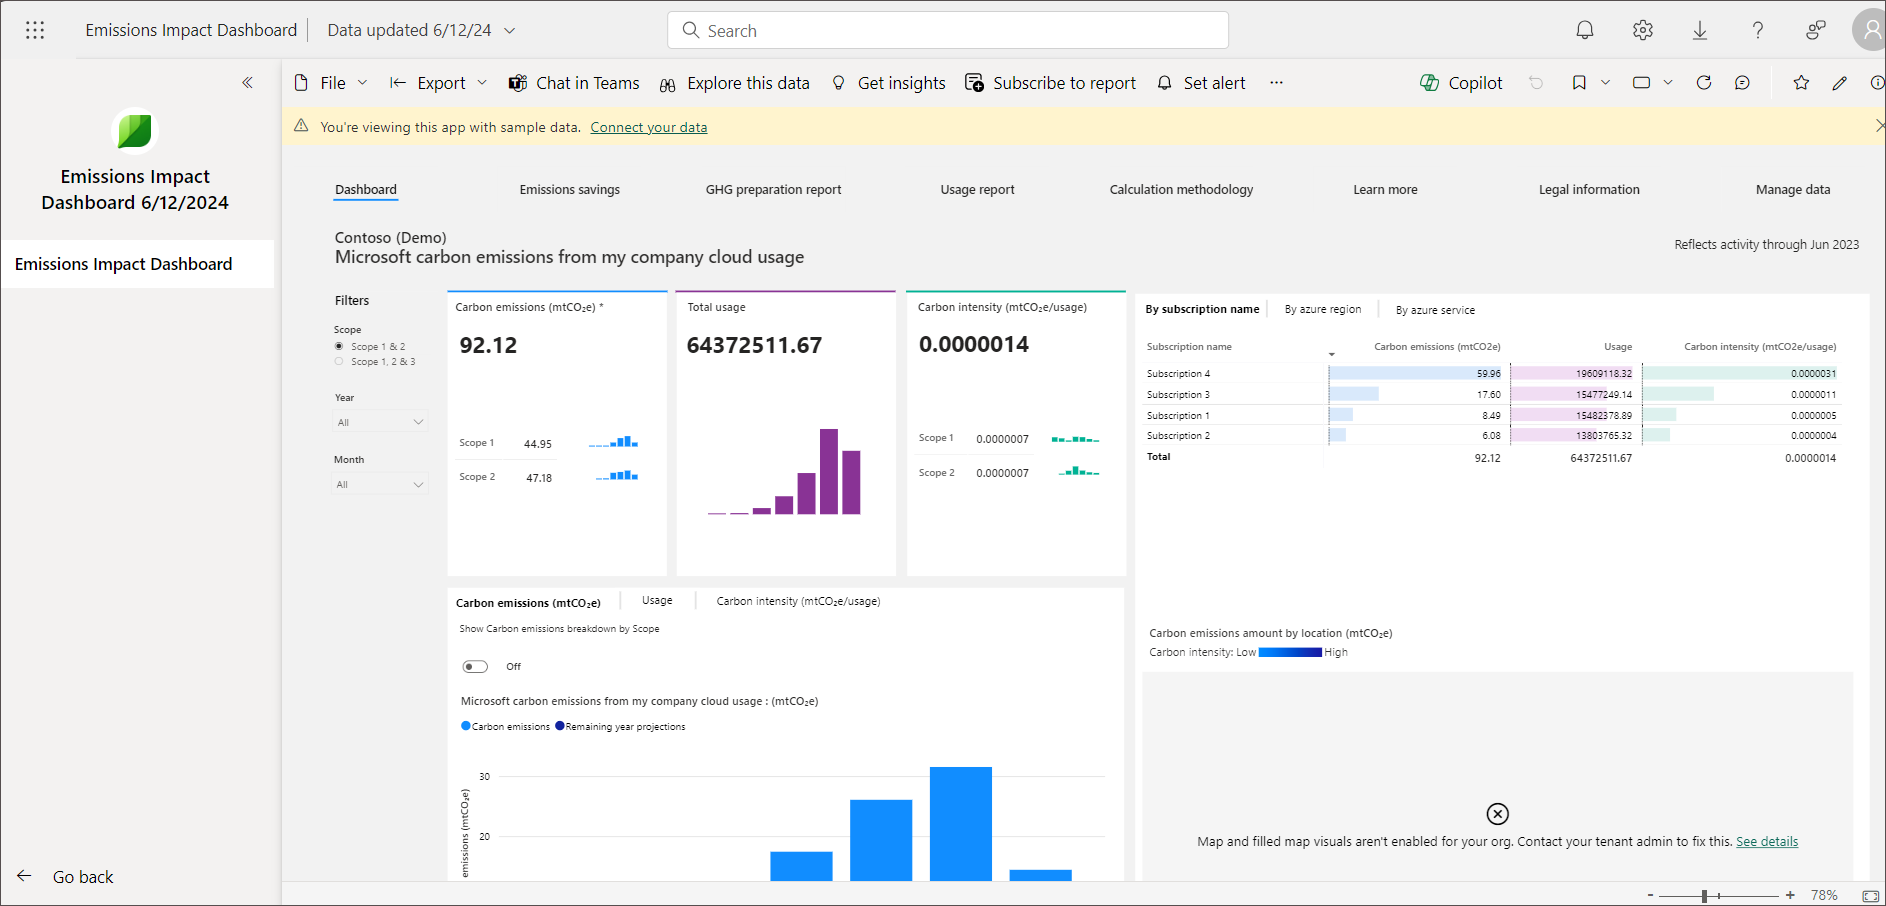 Emissions Impact Dashboard
Data updated 6/12/24
Search
Emissions Impact
Dashboard 6/12/2024
Emissions Impact Dashboard
Go back
File
Export
Chat in Teams
Explore this data
Get insights
Subscribe to report
Set alert
Copilot
You're viewing this app with sample data. Connect your data
Dashboard
Emissions savings
GHG preparation report
Usage report
Calculation methodology
Learn more
Legal information
Manage data
Contoso (Demo)
Microsoft carbon emissions from my company cloud usage
Reflects activity through Jun 2023
Filters
Scope
Scope 1 & 2
Scope 1, 2 & 3
Year
All
Month
All
Carbon emissions (mtCO₂e) *
92.12
Scope 1 44.95
Scope 2 47.18
Total usage
64372511.67
Carbon intensity (mtCO₂e/usage)
0.0000014
Scope 1 0.0000007
Scope 2 0.0000007
By subscription name
By azure region
By azure service
Subscription name Carbon emissions (mtCO2e) Usage Carbon intensity (mtCO2e/usage)
Subscription 4 59.96 19609118.32 0.0000031
Subscription 3 17.60 15477249.14 0.0000011
Subscription 1 8.49 15482378.89 0.0000005
Subscription 2 6.08 13803765.32 0.0000004
Total 92.12 64372511.67 0.0000014
Carbon emissions (mtCO₂e)
Usage
Carbon intensity (mtCO₂e/usage)
Show Carbon emissions breakdown by Scope
Off
Microsoft carbon emissions from my company cloud usage : (mtCO₂e)
Carbon emissions Remaining year projections
30
20
emissions (mtCO₂e)
Carbon emissions amount by location (mtCO₂e)
Carbon intensity: Low High
Map and filled map visuals aren't enabled for your org. Contact your tenant admin to fix this. See details
- + 78%